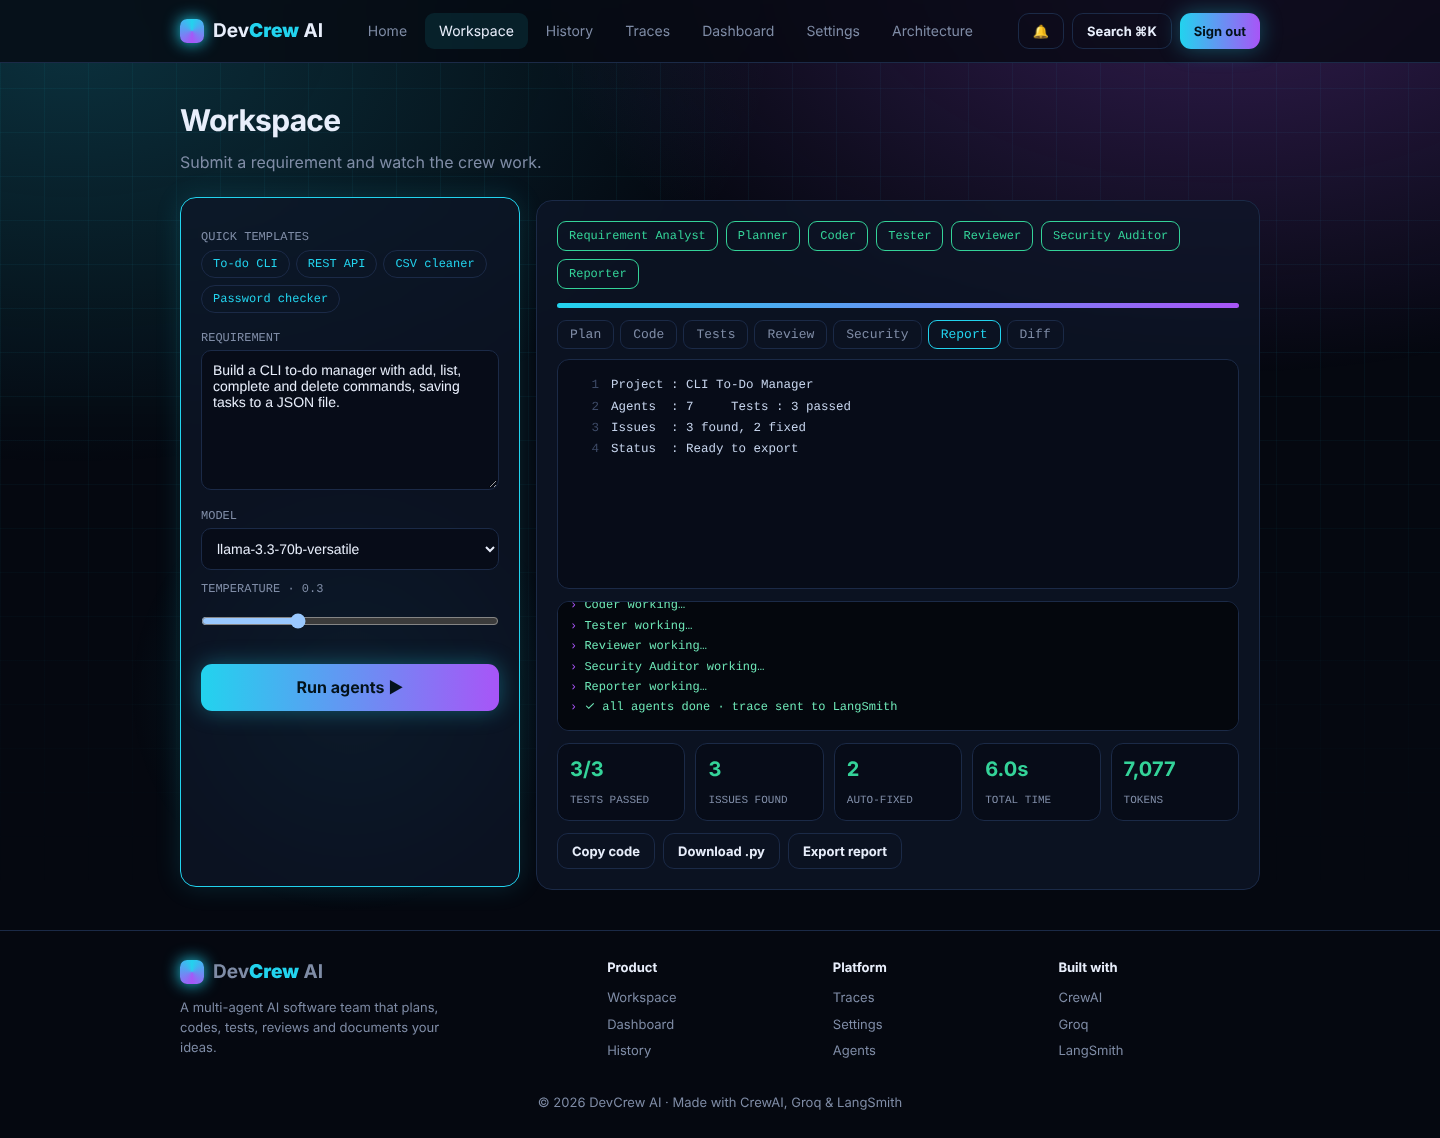 DevCrew AI
Home
Workspace
History
Traces
Dashboard
Settings
Architecture
Search ⌘K
Sign out
Workspace
Submit a requirement and watch the crew work.
QUICK TEMPLATES
To-do CLI
REST API
CSV cleaner
Password checker
REQUIREMENT
Build a CLI to-do manager with add, list,
complete and delete commands, saving
tasks to a JSON file.
MODEL
llama-3.3-70b-versatile
TEMPERATURE · 0.3
Run agents ▶
Requirement Analyst
Planner
Coder
Tester
Reviewer
Security Auditor
Reporter
Plan
Code
Tests
Review
Security
Report
Diff
1 Project : CLI To-Do Manager
2 Agents  : 7     Tests : 3 passed
3 Issues  : 3 found, 2 fixed
4 Status  : Ready to export
› Coder working…
› Tester working…
› Reviewer working…
› Security Auditor working…
› Reporter working…
› ✓ all agents done · trace sent to LangSmith
3/3
TESTS PASSED
3
ISSUES FOUND
2
AUTO-FIXED
6.0s
TOTAL TIME
7,077
TOKENS
Copy code
Download .py
Export report
DevCrew AI
A multi-agent AI software team that plans,
codes, tests, reviews and documents your
ideas.
Product
Workspace
Dashboard
History
Platform
Traces
Settings
Agents
Built with
CrewAI
Groq
LangSmith
© 2026 DevCrew AI · Made with CrewAI, Groq & LangSmith